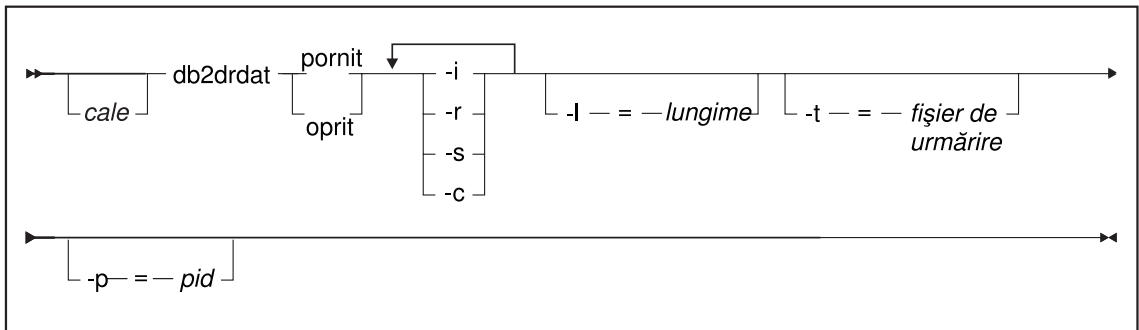 pornit
cale db2drdat -i
oprit -r -l = lungime -t = fişier de
urmărire
-s
-c
-p = pid